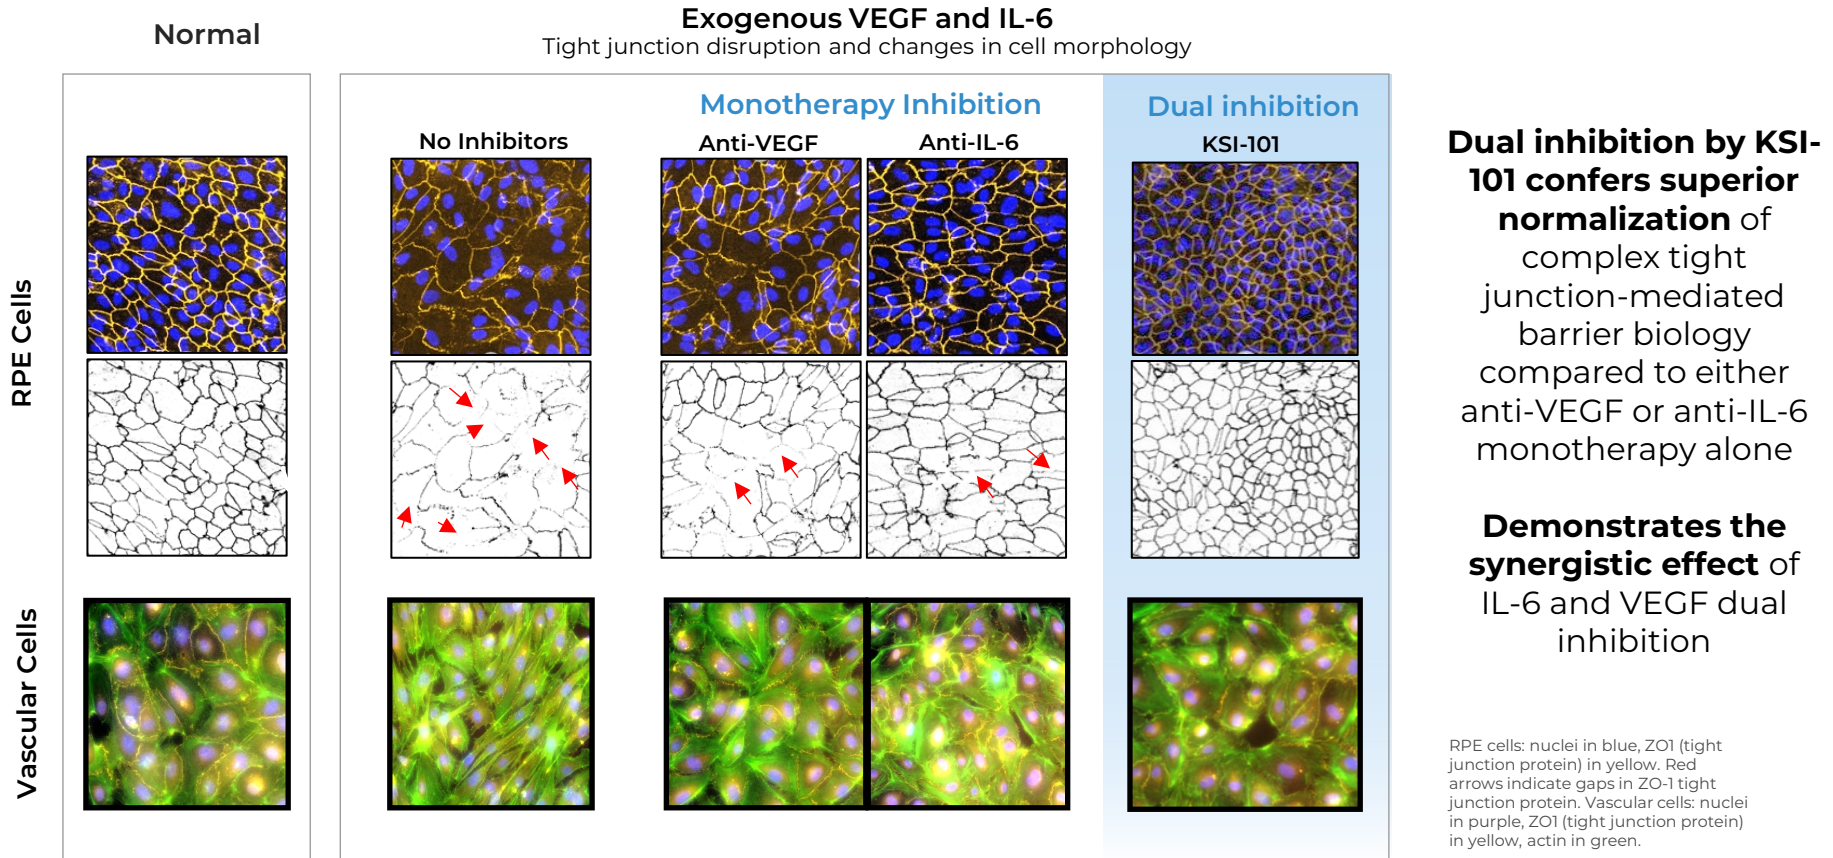 Normal
Exogenous VEGF and IL-6
Tight junction disruption and changes in cell morphology
Monotherapy Inhibition
Dual inhibition
No Inhibitors
Anti-VEGF
Anti-IL-6
KSI-101
RPE Cells
Vascular Cells
Dual inhibition by KSI-
101 confers superior
normalization of
complex tight
junction-mediated
barrier biology
compared to either
anti-VEGF or anti-IL-6
monotherapy alone
Demonstrates the
synergistic effect of
IL-6 and VEGF dual
inhibition
RPE cells: nuclei in blue, ZO1 (tight
junction protein) in yellow. Red
arrows indicate gaps in ZO-1 tight
junction protein. Vascular cells: nuclei
in purple, ZO1 (tight junction protein)
in yellow, actin in green.